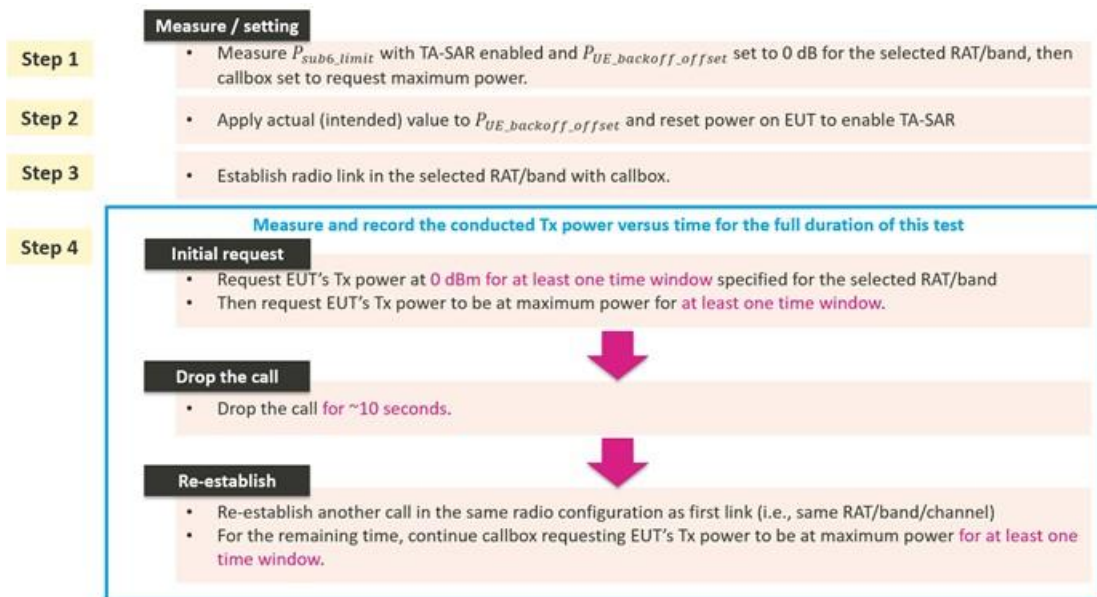 Measure / setting
Step 1
• Measure P_sub6_limit with TA-SAR enabled and P_UE_backoff_offset set to 0 dB for the selected RAT/band, then
callbox set to request maximum power.
Step 2
• Apply actual (intended) value to P_UE_backoff_offset and reset power on EUT to enable TA-SAR
Step 3
• Establish radio link in the selected RAT/band with callbox.
Measure and record the conducted Tx power versus time for the full duration of this test
Step 4
Initial request
• Request EUT's Tx power at 0 dBm for at least one time window specified for the selected RAT/band
• Then request EUT's Tx power to be at maximum power for at least one time window.
Drop the call
• Drop the call for ~10 seconds.
Re-establish
• Re-establish another call in the same radio configuration as first link (i.e., same RAT/band/channel)
• For the remaining time, continue callbox requesting EUT's Tx power to be at maximum power for at least one
time window.